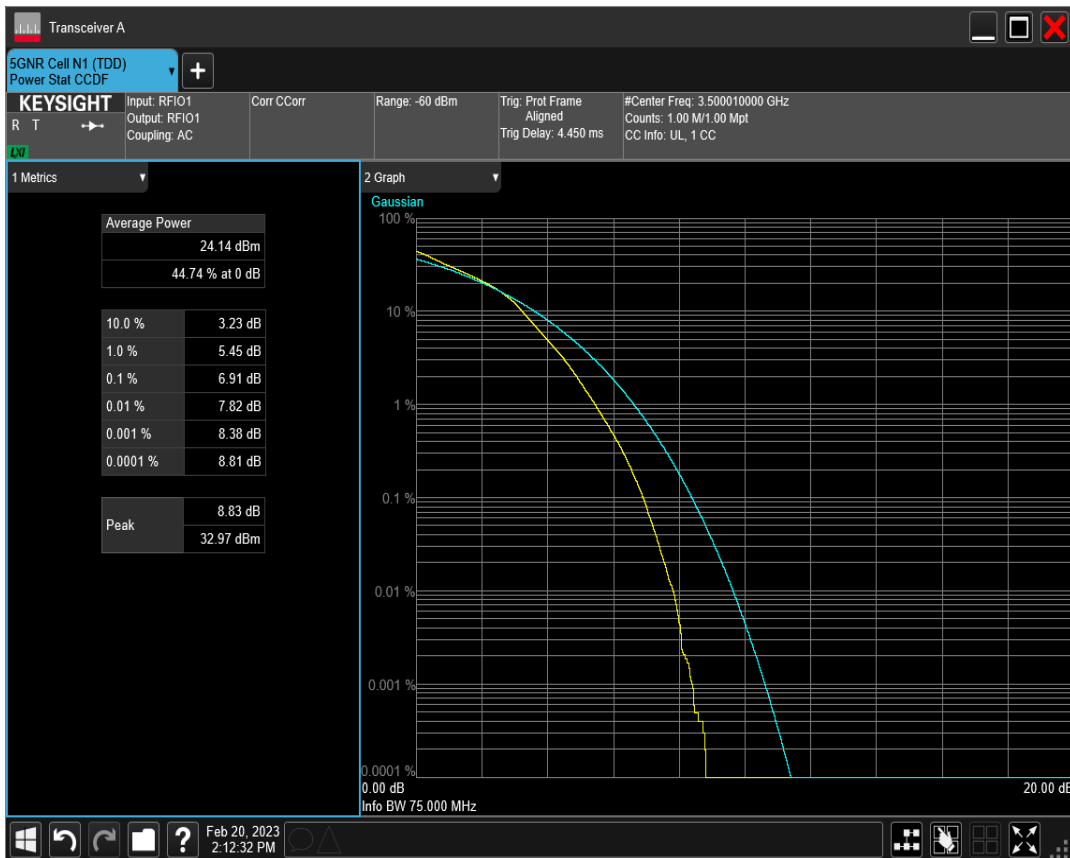 Transceiver A
5GNR Cell N1 (TDD)
Power Stat CCDF
KEYSIGHT
R T
LXI
Input: RFIO1
Output: RFIO1
Coupling: AC
Corr CCorr
Range: -60 dBm
Trig: Prot Frame
Aligned
Trig Delay: 4.450 ms
#Center Freq: 3.500010000 GHz
Counts: 1.00 M/1.00 Mpt
CC Info: UL, 1 CC
1 Metrics
Average Power
24.14 dBm
44.74 % at 0 dB
10.0 % 3.23 dB
1.0 % 5.45 dB
0.1 % 6.91 dB
0.01 % 7.82 dB
0.001 % 8.38 dB
0.0001 % 8.81 dB
Peak
8.83 dB
32.97 dBm
2 Graph
Gaussian
100 %
10 %
1 %
0.1 %
0.01 %
0.001 %
0.0001 %
0.00 dB 20.00 dB
Info BW 75.000 MHz
?
Feb 20, 2023
2:12:32 PM